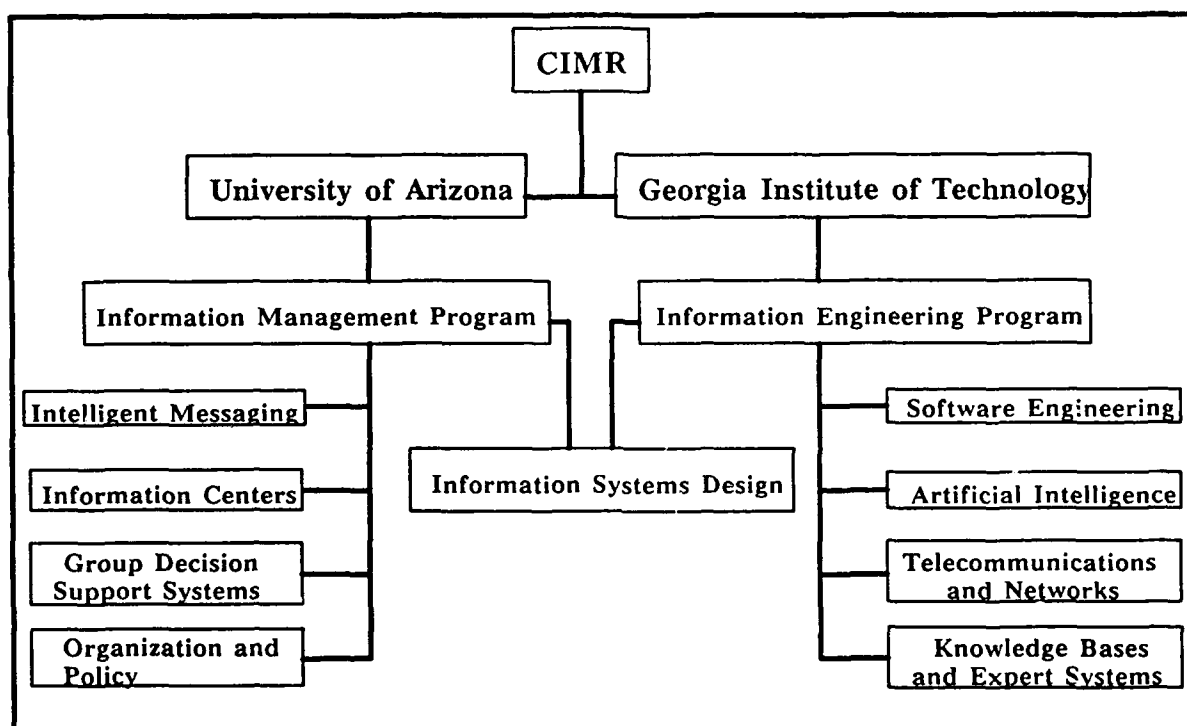 CIMR
University of Arizona
Georgia Institute of Technology
Information Management Program
Information Engineering Program
Intelligent Messaging
Software Engineering
Information Systems Design
Information Centers
Artificial Intelligence
Group Decision
Support Systems
Telecommunications
and Networks
Organization and
Policy
Knowledge Bases
and Expert Systems